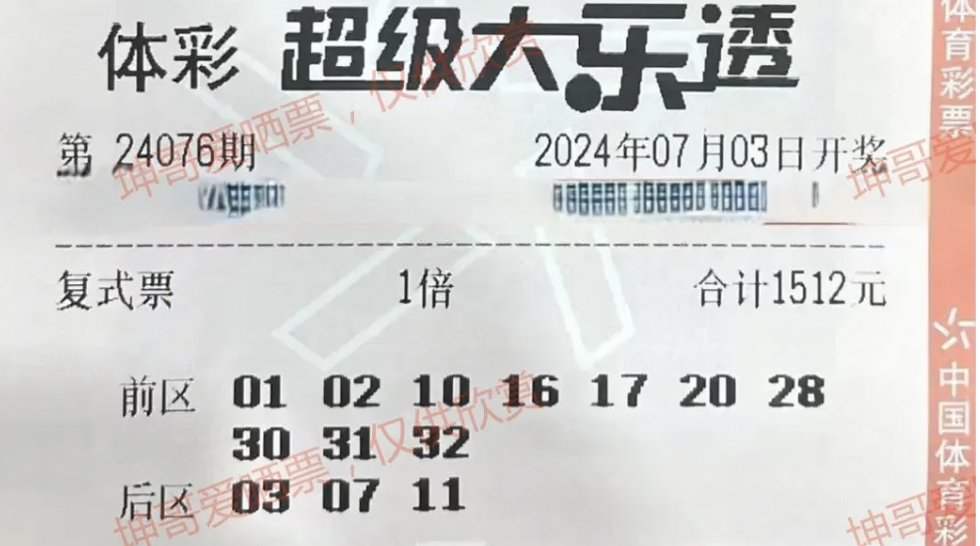 体彩 超级大乐透
第 24076期 2024年07月03日开奖
复式票 1倍 合计1512元
前区 01 02 10 16 17 20 28
30 31 32
后区 03 07 11
坤哥爱晒票，仅供欣赏
坤哥爱晒票，仅供欣赏
坤哥爱
坤哥爱
体育彩票
中国体育彩